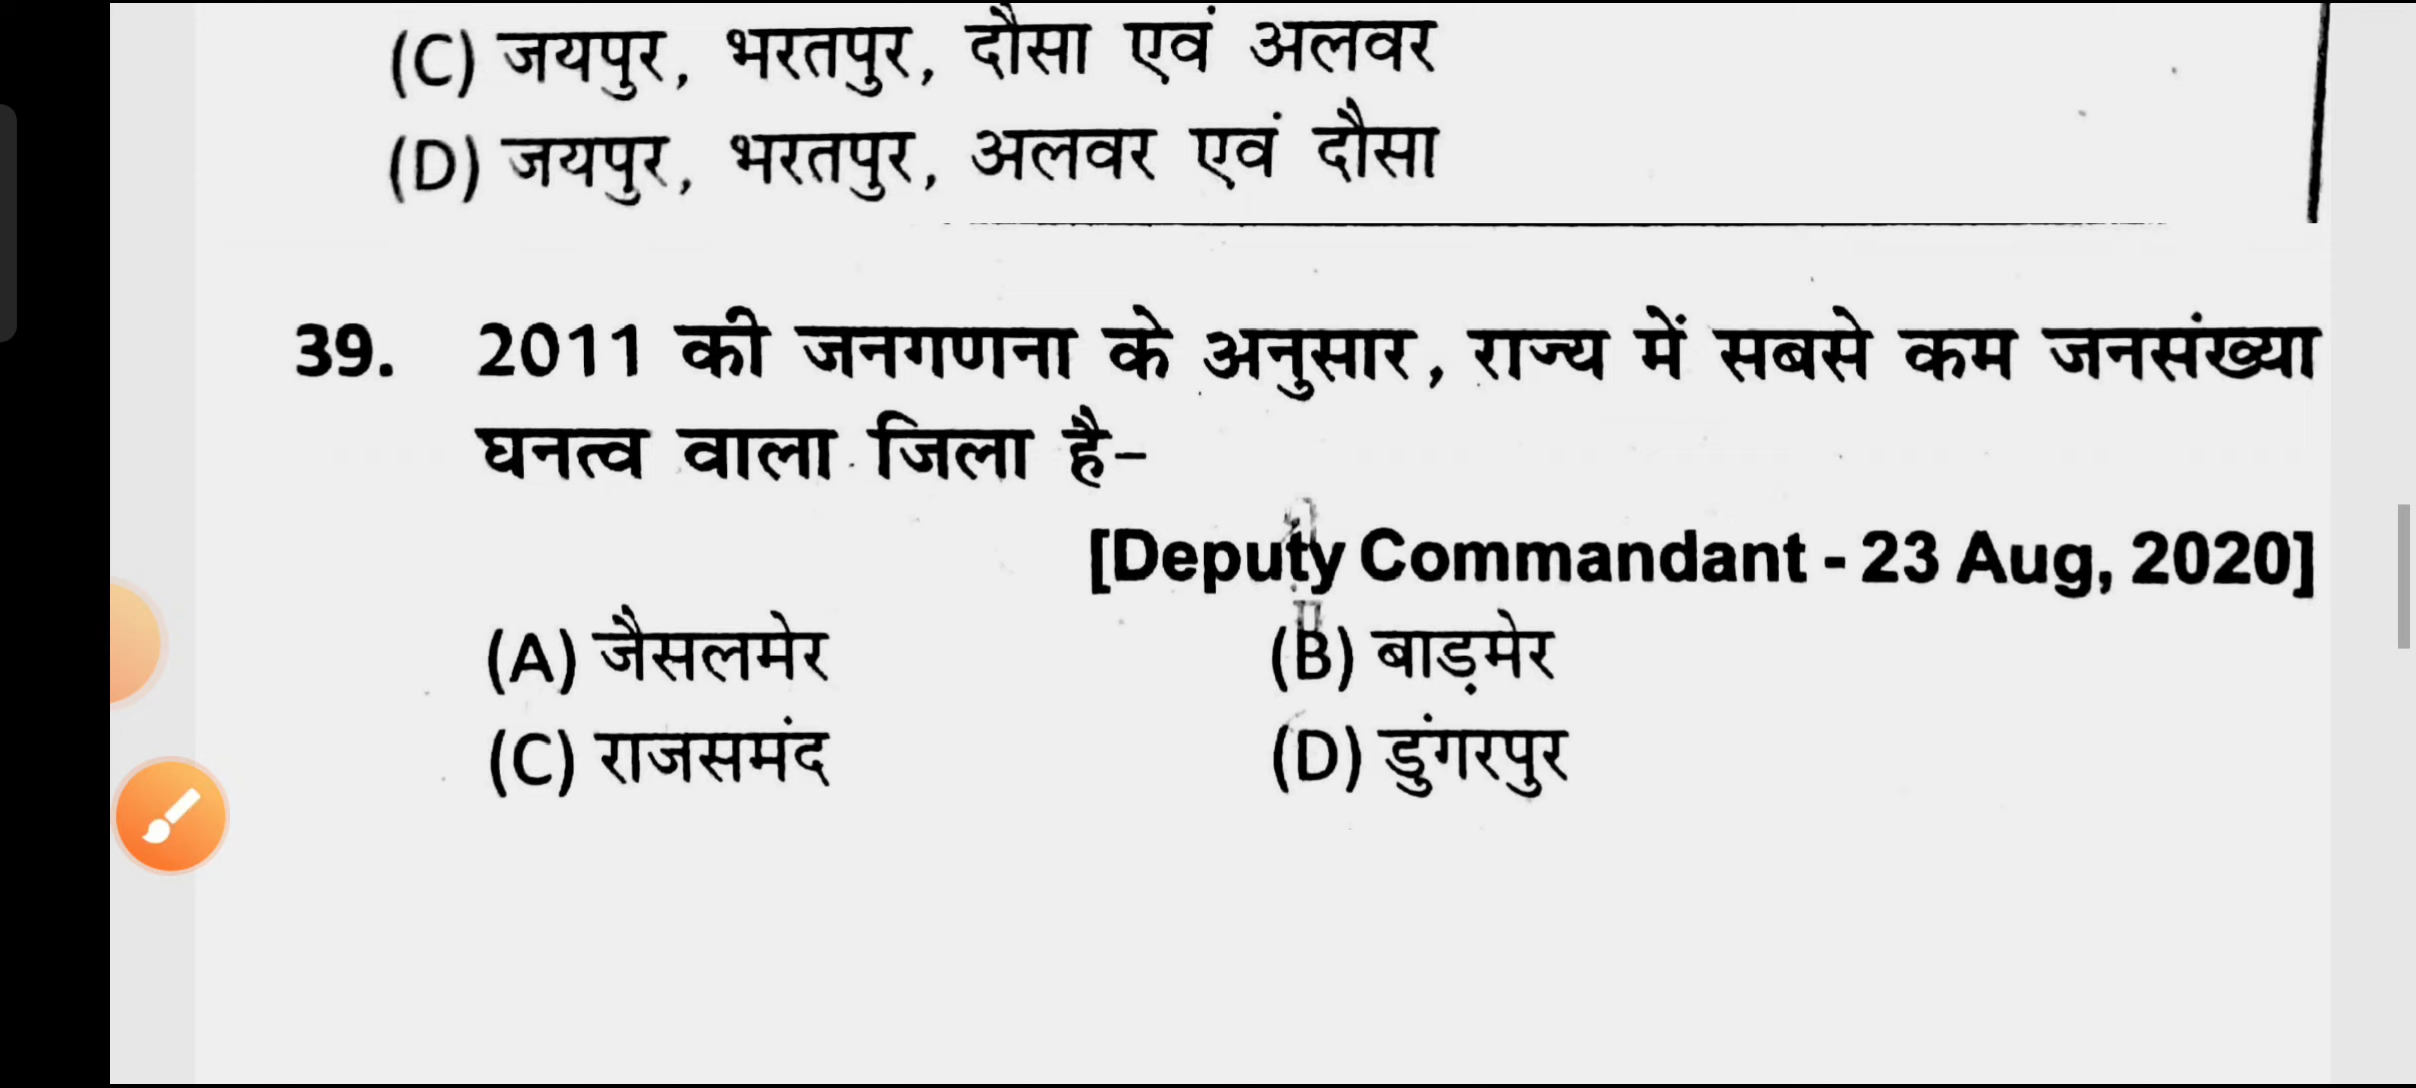 (C) जयपुर, भरतपुर, दौसा एवं अलवर
(D) जयपुर, भरतपुर, अलवर एवं दौसा
39. 2011 की जनगणना के अनुसार, राज्य में सबसे कम जनसंख्या
घनत्व वाला जिला है-
[Deputy Commandant - 23 Aug, 2020]
(A) जैसलमेर (B) बाड़मेर
(C) राजसमंद (D) डुंगरपुर